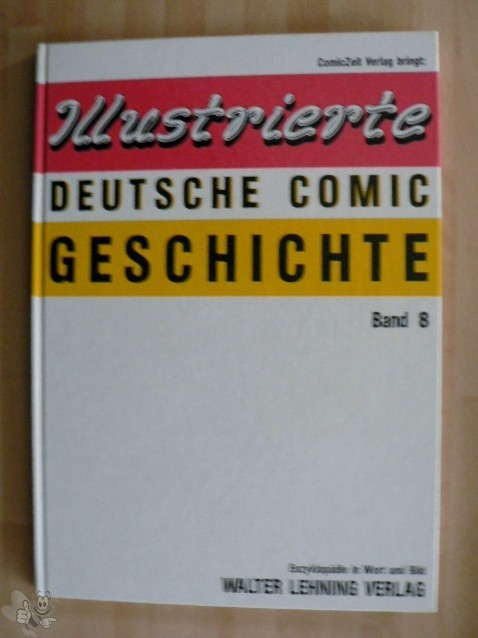 ComicZeit Verlag bringt:
Illustrierte
DEUTSCHE COMIC
GESCHICHTE
Band 8
Enzyklopädie in Wort und Bild
WALTER LEHNING VERLAG